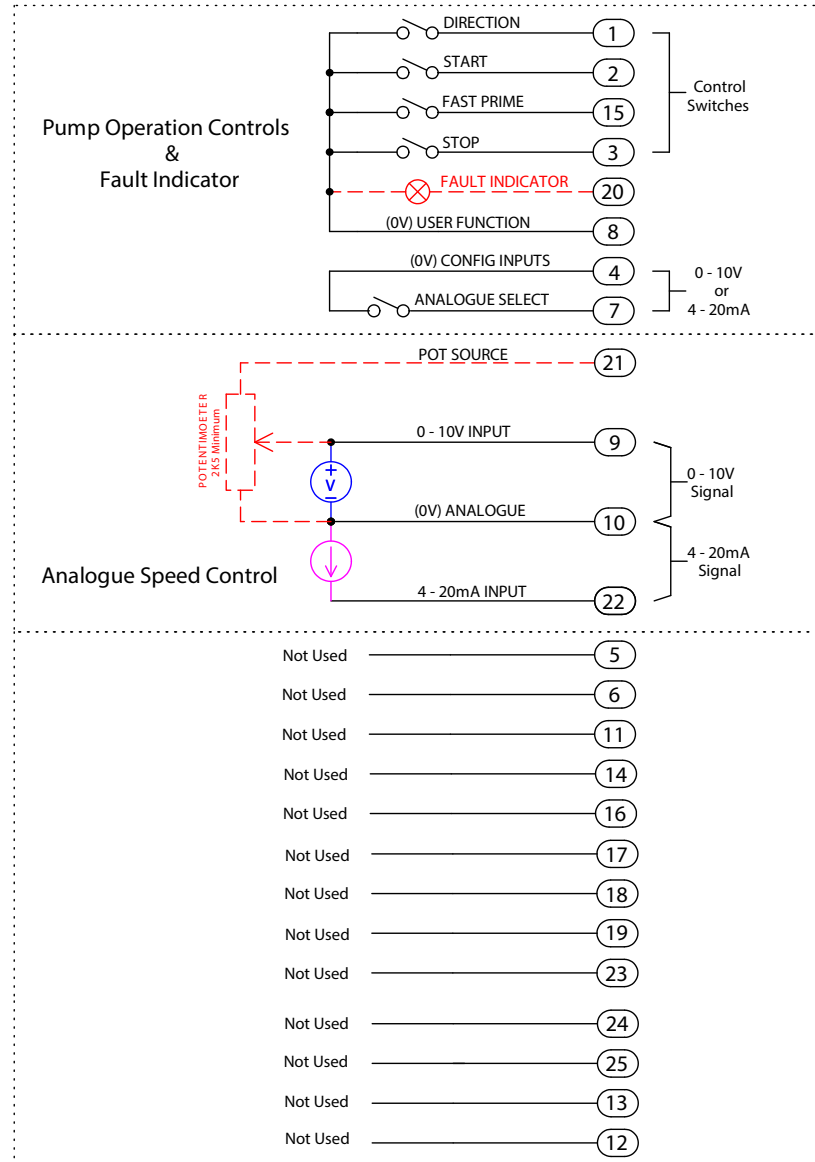 Pump Operation Controls
&
Fault Indicator
DIRECTION
1
START
2
FAST PRIME
15
STOP
3
Control
Switches
FAULT INDICATOR
20
(0V) USER FUNCTION
8
(0V) CONFIG INPUTS
4
ANALOGUE SELECT
7
0 - 10V
or
4 - 20mA
POT SOURCE
21
POTENTIMOETER
2K5 Minimum
0 - 10V INPUT
9
+
V
–
0 - 10V
Signal
(0V) ANALOGUE
10
Analogue Speed Control
4 - 20mA
Signal
4 - 20mA INPUT
22
Not Used
5
Not Used
6
Not Used
11
Not Used
14
Not Used
16
Not Used
17
Not Used
18
Not Used
19
Not Used
23
Not Used
24
Not Used
25
Not Used
13
Not Used
12